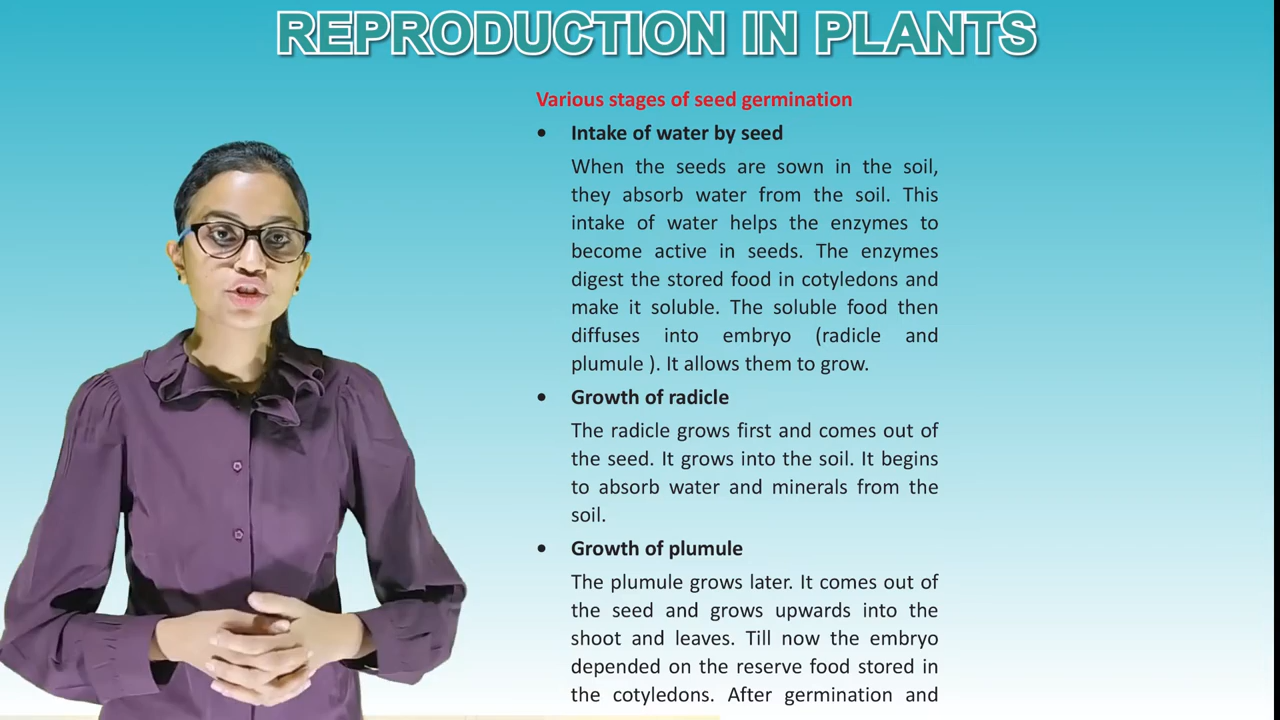 REPRODUCTION IN PLANTS
Various stages of seed germination
• Intake of water by seed
When the seeds are sown in the soil,
they absorb water from the soil. This
intake of water helps the enzymes to
become active in seeds. The enzymes
digest the stored food in cotyledons and
make it soluble. The soluble food then
diffuses into embryo (radicle and
plumule ). It allows them to grow.
• Growth of radicle
The radicle grows first and comes out of
the seed. It grows into the soil. It begins
to absorb water and minerals from the
soil.
• Growth of plumule
The plumule grows later. It comes out of
the seed and grows upwards into the
shoot and leaves. Till now the embryo
depended on the reserve food stored in
the cotyledons. After germination and